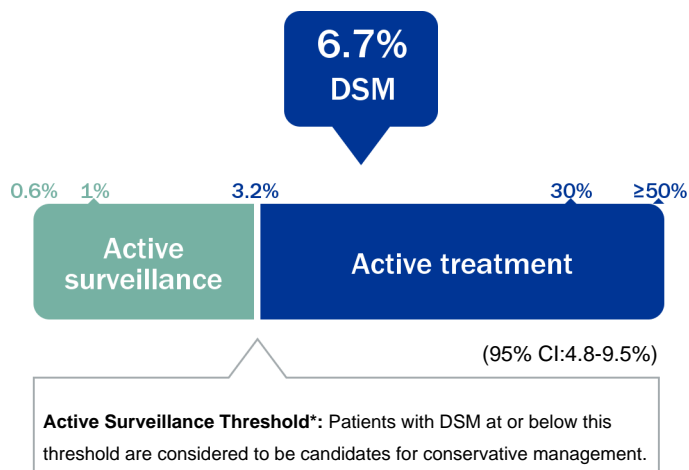 6.7%
DSM
0.6% 1% 3.2% 30% ≥50%
Active
surveillance
Active treatment
(95% CI:4.8-9.5%)
Active Surveillance Threshold*: Patients with DSM at or below this
threshold are considered to be candidates for conservative management.